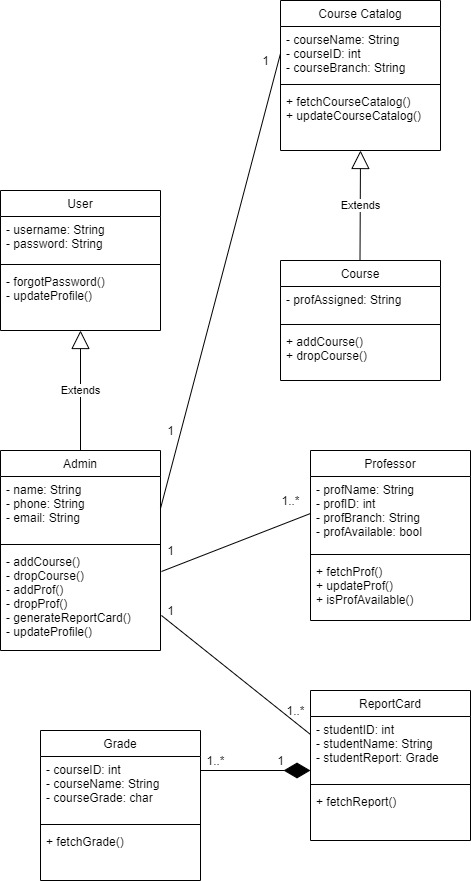 Course Catalog
- courseName: String
- courseID: int
- courseBranch: String
+ fetchCourseCatalog()
+ updateCourseCatalog()
1
Extends
User
- username: String
- password: String
- forgotPassword()
- updateProfile()
Course
- profAssigned: String
+ addCourse()
+ dropCourse()
Extends
1
Admin
- name: String
- phone: String
- email: String
- addCourse()
- dropCourse()
- addProf()
- dropProf()
- generateReportCard()
- updateProfile()
Professor
- profName: String
- profID: int
- profBranch: String
- profAvailable: bool
+ fetchProf()
+ updateProf()
+ isProfAvailable()
1..*
1
1
1..*
ReportCard
- studentID: int
- studentName: String
- studentReport: Grade
+ fetchReport()
Grade
- courseID: int
- courseName: String
- courseGrade: char
+ fetchGrade()
1..*
1